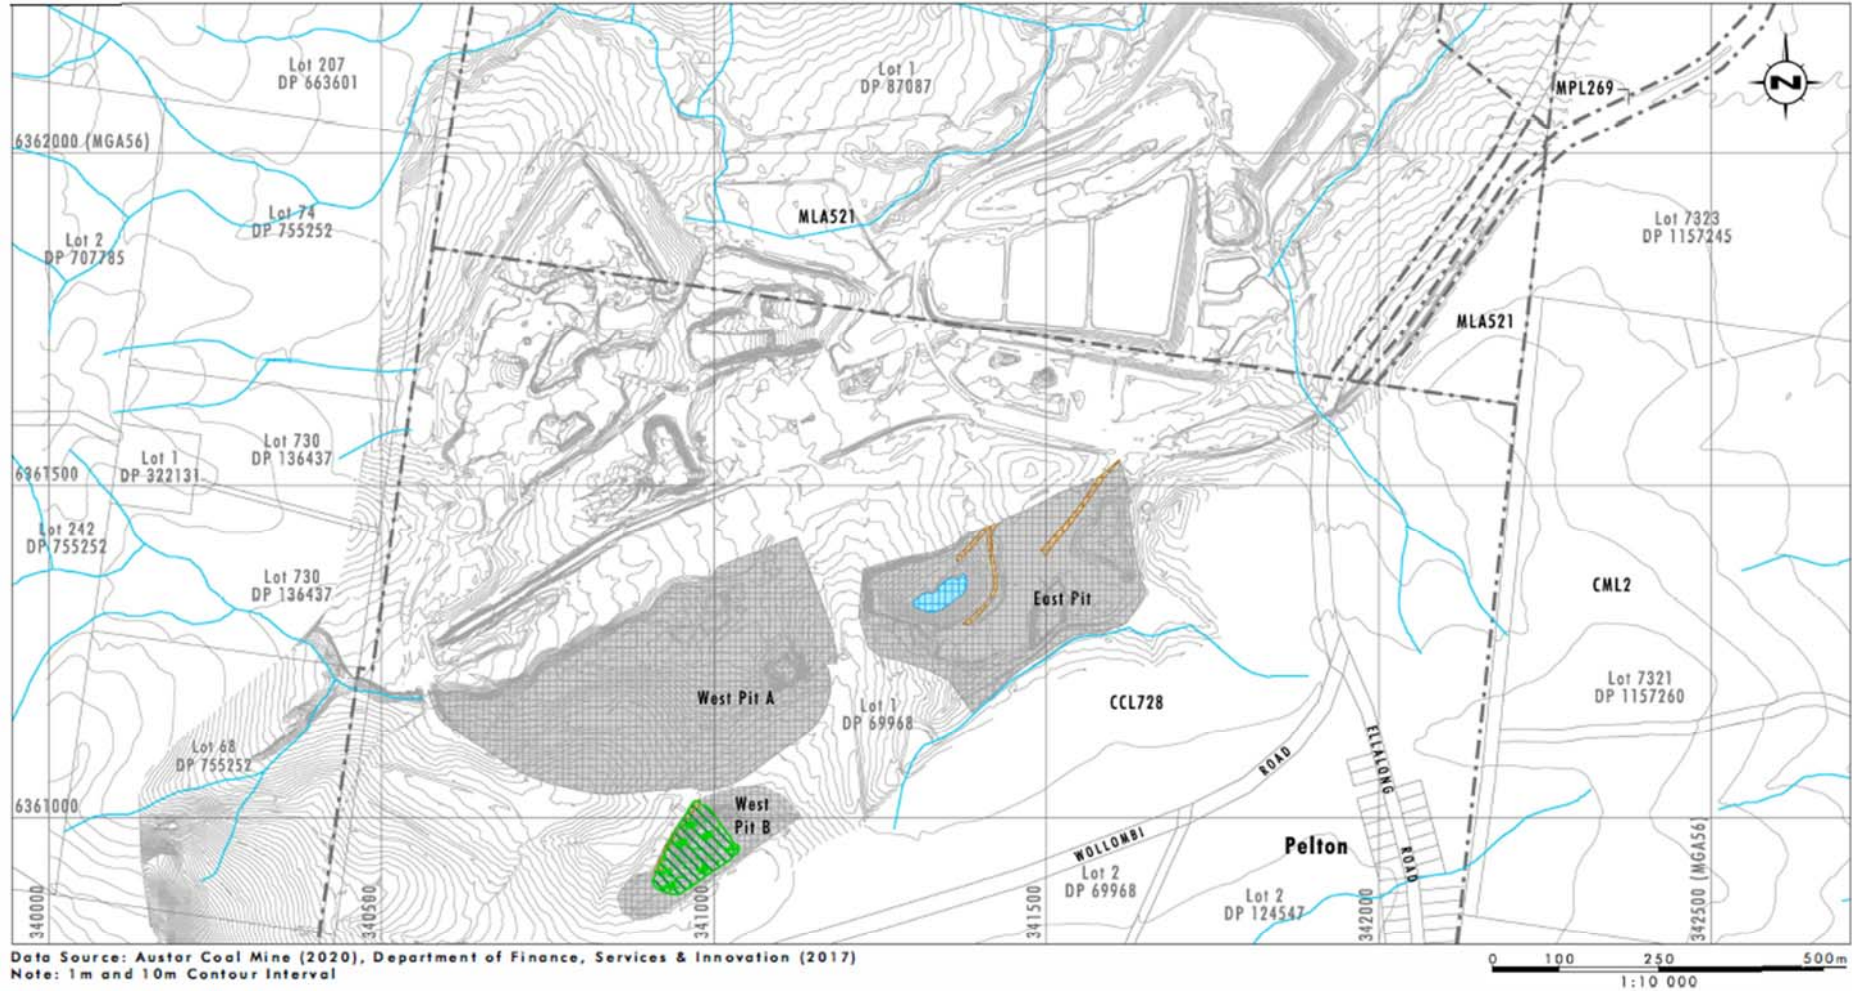 Lot 207
DP 663601
Lot 1
DP 87087
MPL269
N
6362000 (MGA56)
Lot 74
DP 755252
MLA521
Lot 7323
DP 1157245
Lot 2
DP 707785
MLA521
Lot 730
DP 136437
Lot 1
DP 322131
6361500
Lot 242
DP 755252
Lot 730
DP 136437
East Pit
CML2
West Pit A
Lot 1
DP 69968
CCL728
Lot 7321
DP 1157260
Lot 68
DP 755252
ROAD
ELLALONG
6361000
West
Pit B
WOLLOMBI
Pelton
ROAD
Lot 2
DP 69968
Lot 2
DP 124547
340000
340500
341000
341500
342000
342500 (MGA56)
Data Source: Austar Coal Mine (2020), Department of Finance, Services & Innovation (2017)
Note: 1m and 10m Contour Interval
0 100 250 500m
1:10 000